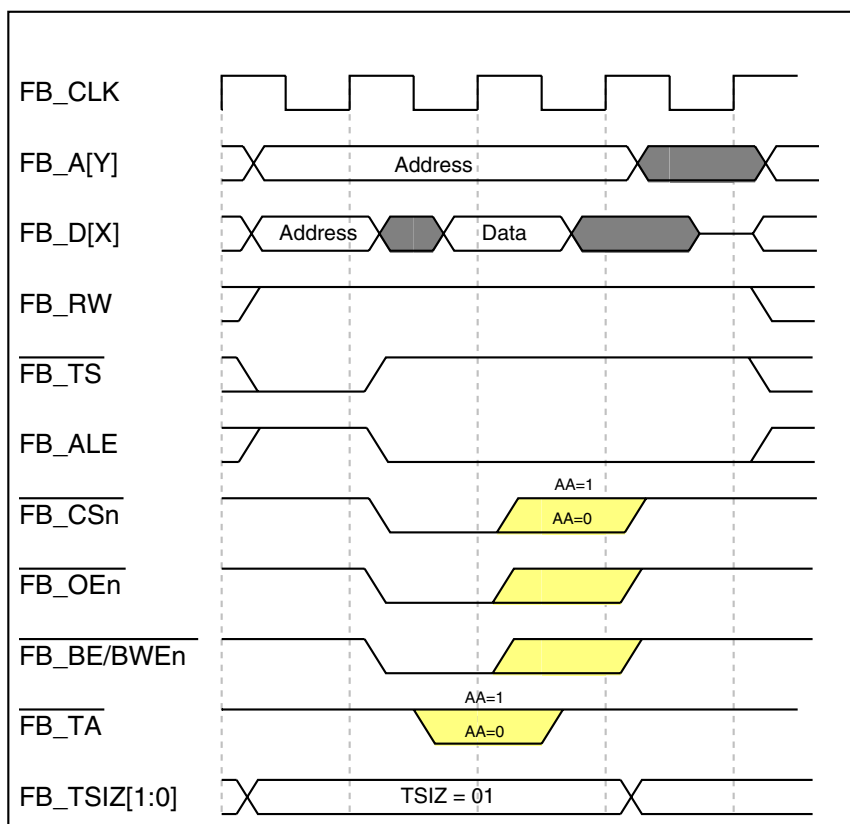 FB_CLK
FB_A[Y]
Address
FB_D[X]
Address
Data
FB_RW
FB_TS
FB_ALE
AA=1
FB_CSn
AA=0
FB_OEn
FB_BE/BWEn
AA=1
FB_TA
AA=0
FB_TSIZ[1:0]
TSIZ = 01